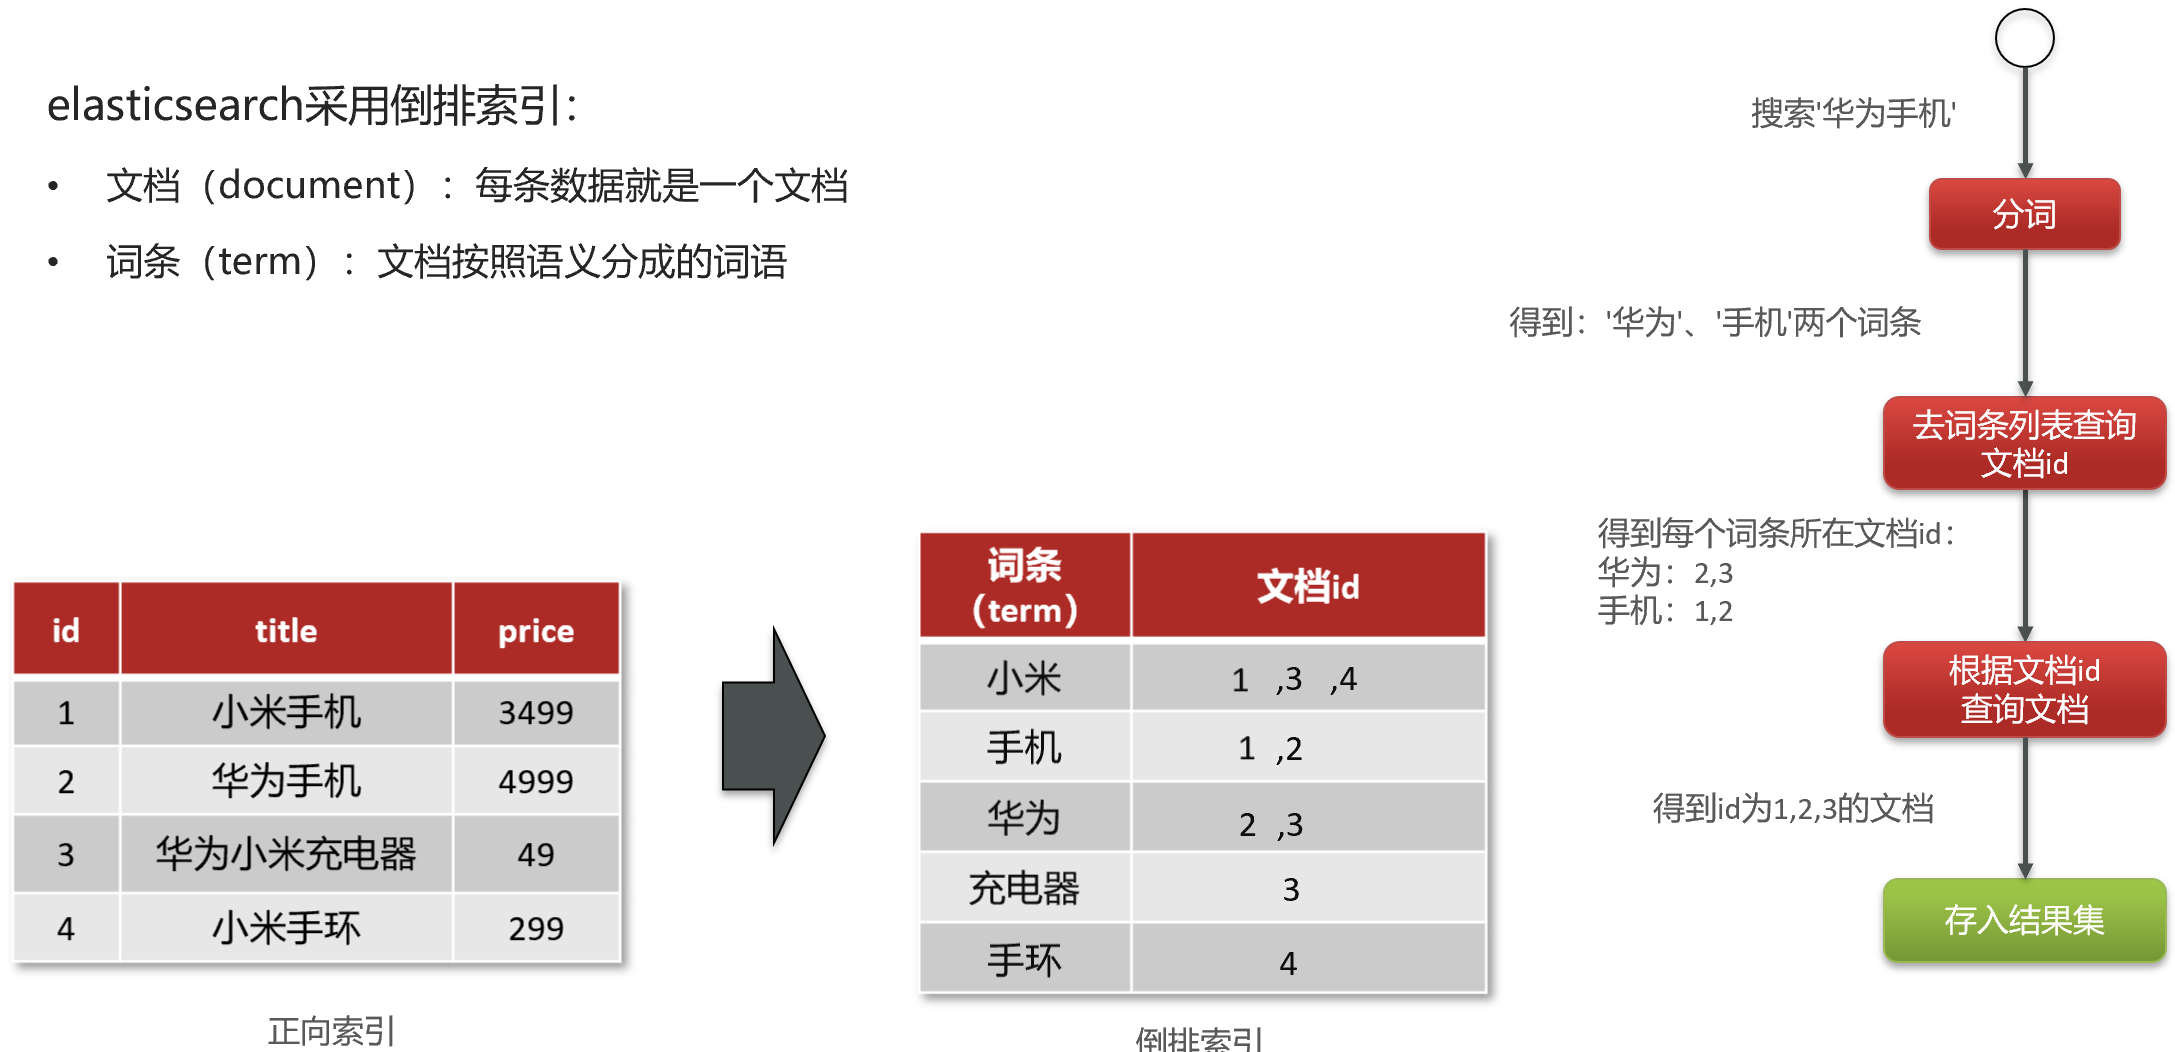 elasticsearch采用倒排索引：
• 文档（document）：每条数据就是一个文档
• 词条（term）：文档按照语义分成的词语
id title price
1 小米手机 3499
2 华为手机 4999
3 华为小米充电器 49
4 小米手环 299
正向索引
词条
（term）
文档id
小米 1 ,3 ,4
手机 1 ,2
华为 2 ,3
充电器 3
手环 4
倒排索引
搜索'华为手机'
分词
得到：'华为'、'手机'两个词条
去词条列表查询
文档id
得到每个词条所在文档id：
华为：2,3
手机：1,2
根据文档id
查询文档
得到id为1,2,3的文档
存入结果集